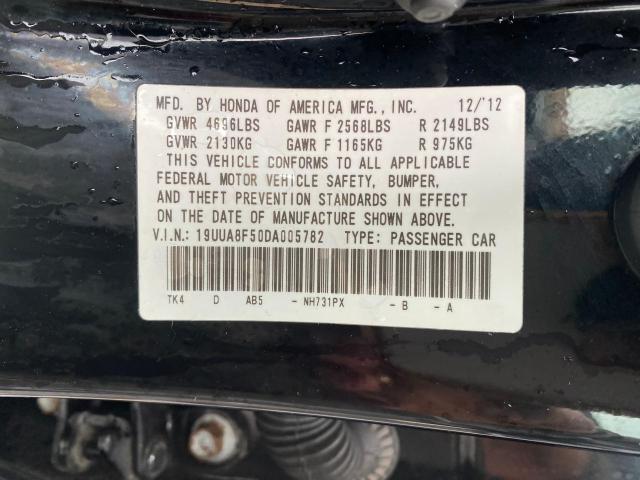 MFD. BY HONDA OF AMERICA MFG., INC. 12/'12
GVWR 4696LBS GAWR F 2568LBS R 2149LBS
GVWR 2130KG GAWR F 1165KG R 975KG
THIS VEHICLE CONFORMS TO ALL APPLICABLE
FEDERAL MOTOR VEHICLE SAFETY, BUMPER,
AND THEFT PREVENTION STANDARDS IN EFFECT
ON THE DATE OF MANUFACTURE SHOWN ABOVE.
V.I.N.: 19UUA8F50DA005782 TYPE: PASSENGER CAR
TK4 D AB5 - NH731PX - B - A